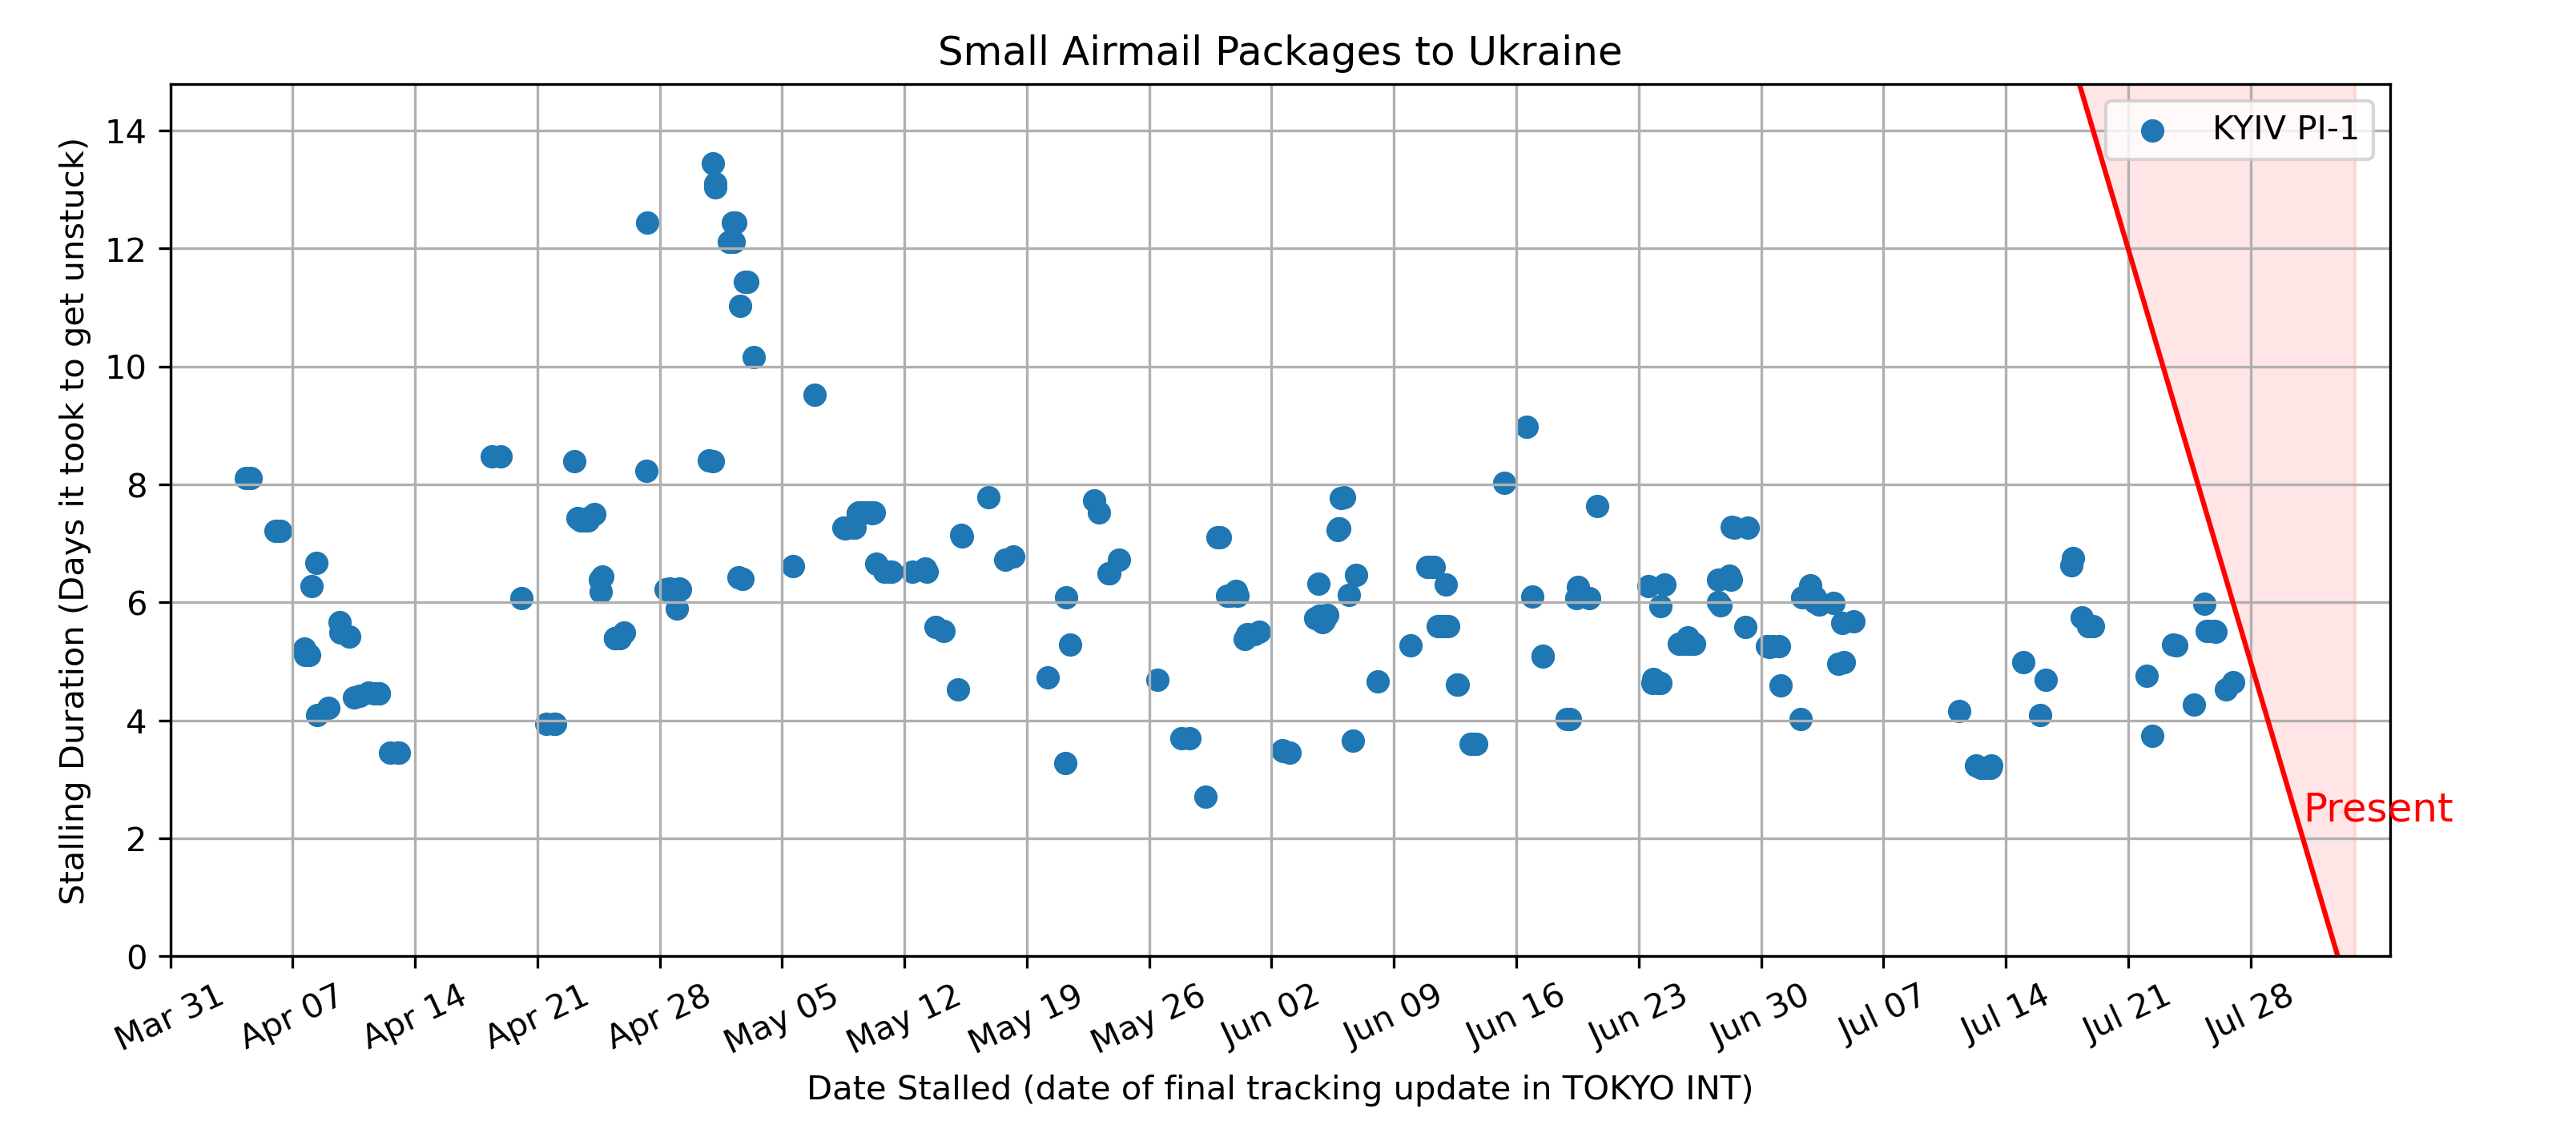 Small Airmail Packages to Ukraine
KYIV PI-1
Stalling Duration (Days it took to get unstuck)
14
12
10
8
6
4
2
0
Present
Mar 31
Apr 07
Apr 14
Apr 21
Apr 28
May 05
May 12
May 19
May 26
Jun 02
Jun 09
Jun 16
Jun 23
Jun 30
Jul 07
Jul 14
Jul 21
Jul 28
Date Stalled (date of final tracking update in TOKYO INT)